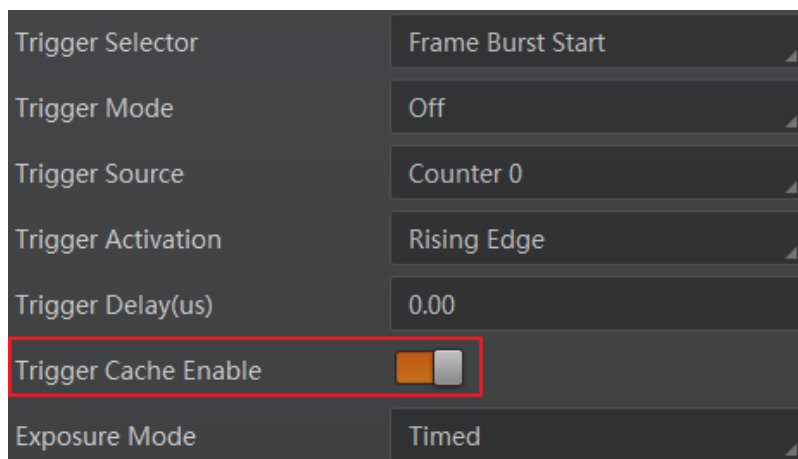 Trigger Selector Frame Burst Start
Trigger Mode Off
Trigger Source Counter 0
Trigger Activation Rising Edge
Trigger Delay(us) 0.00
Trigger Cache Enable
Exposure Mode Timed